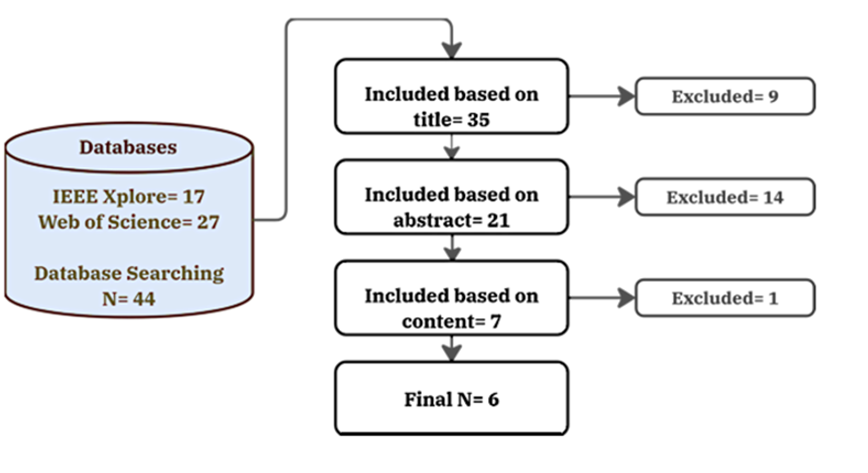 Databases
IEEE Xplore= 17
Web of Science= 27
Database Searching
N= 44
Included based on
title= 35
Excluded= 9
Included based on
abstract= 21
Excluded= 14
Included based on
content= 7
Excluded= 1
Final N= 6